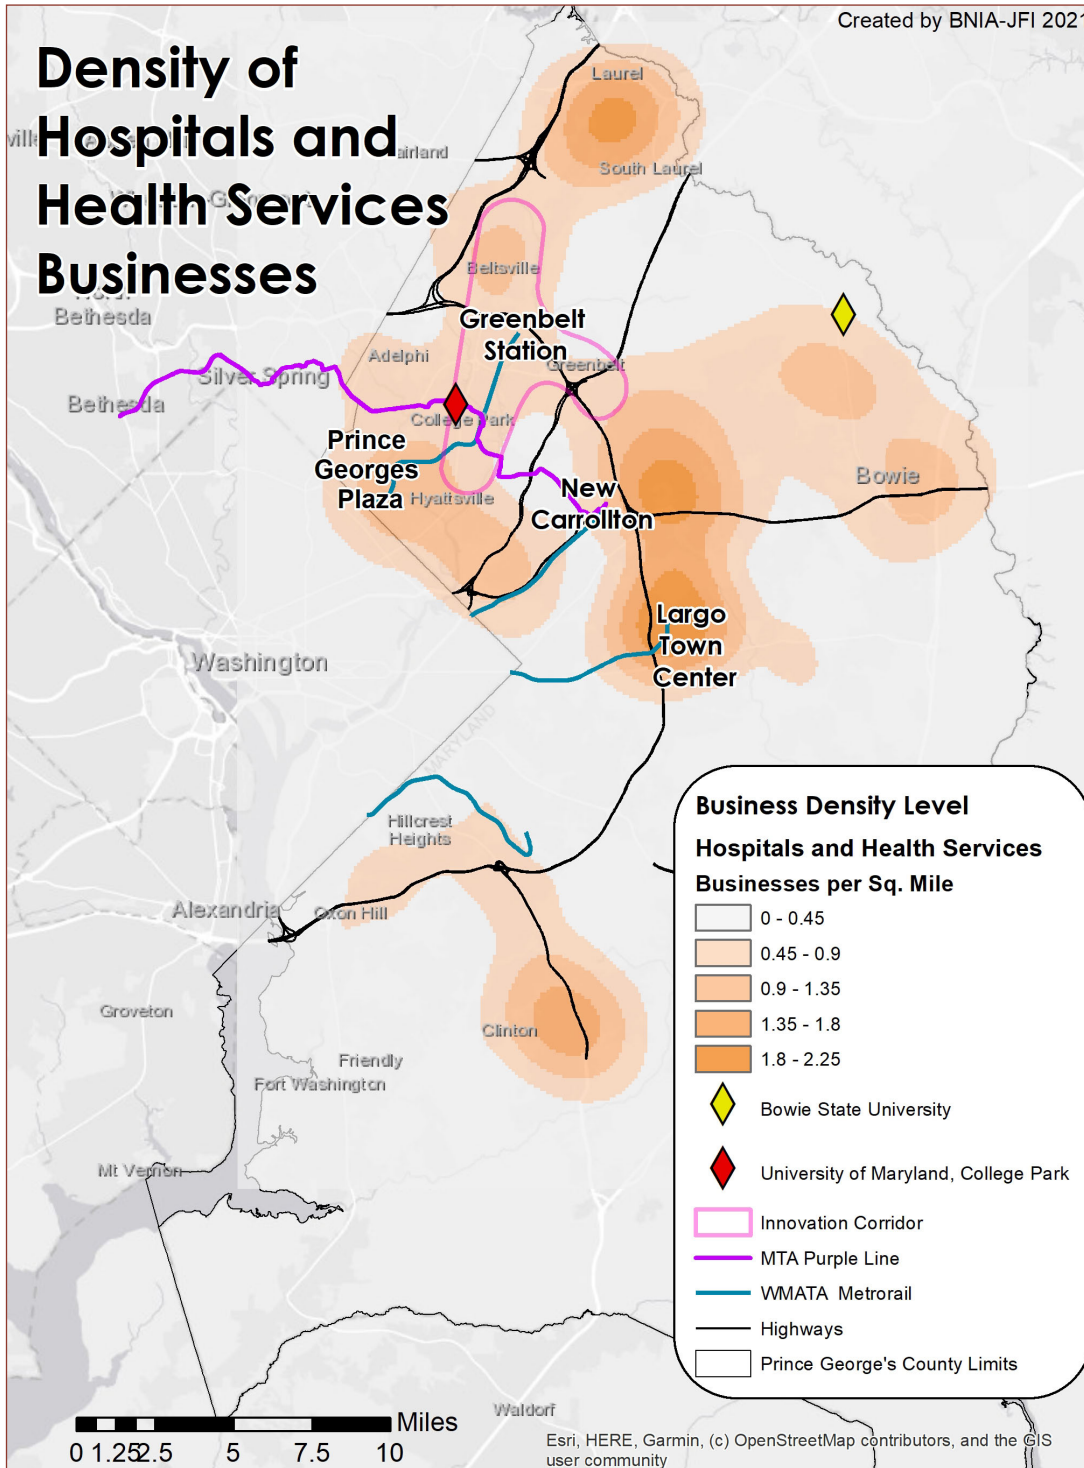 Created by BNIA-JFI 2021
Density of
Hospitals and
Health Services
Businesses
Laurel
South Laurel
Beltsville
Bethesda
Greenbelt
Station
Adelphi
Greenbelt
Silver Spring
Bethesda
College Park
Prince
Georges
Plaza
Hyattsville
New
Carrollton
Bowie
Largo
Town
Center
Washington
MARYLAND
Hillcrest
Heights
Alexandria
Oxon Hill
Groveton
Clinton
Friendly
Fort Washington
Mt Vernon
Waldorf
Business Density Level
Hospitals and Health Services
Businesses per Sq. Mile
0 - 0.45
0.45 - 0.9
0.9 - 1.35
1.35 - 1.8
1.8 - 2.25
Bowie State University
University of Maryland, College Park
Innovation Corridor
MTA Purple Line
WMATA Metrorail
Highways
Prince George's County Limits
Miles
0 1.25 2.5 5 7.5 10
Esri, HERE, Garmin, (c) OpenStreetMap contributors, and the GIS
user community